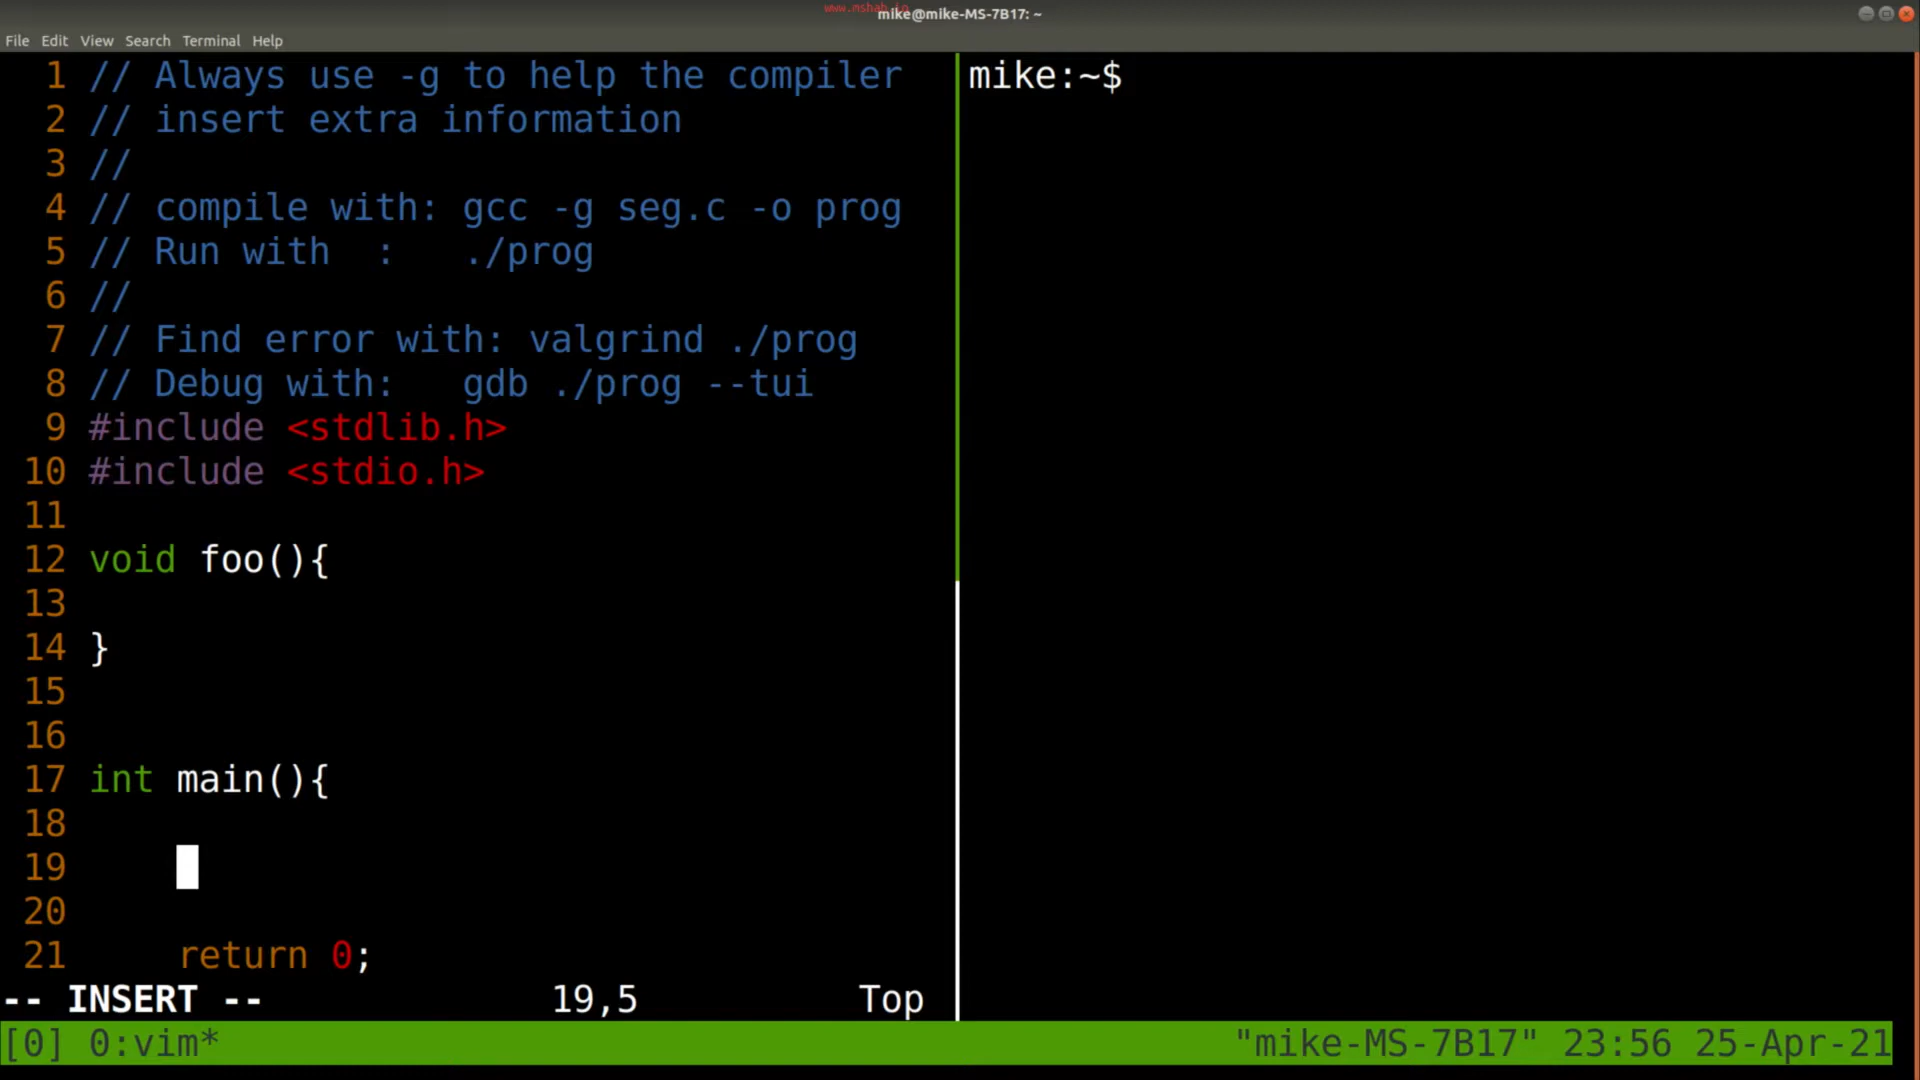 www.mshah.io
mike@mike-MS-7B17: ~
File Edit View Search Terminal Help
1 // Always use -g to help the compiler
2 // insert extra information
3 //
4 // compile with: gcc -g seg.c -o prog
5 // Run with  :   ./prog
6 //
7 // Find error with: valgrind ./prog
8 // Debug with:   gdb ./prog --tui
9 #include <stdlib.h>
10 #include <stdio.h>
11
12 void foo(){
13
14 }
15
16
17 int main(){
18
19
20
21     return 0;
-- INSERT -- 19,5 Top
mike:~$
[0] 0:vim* "mike-MS-7B17" 23:56 25-Apr-21